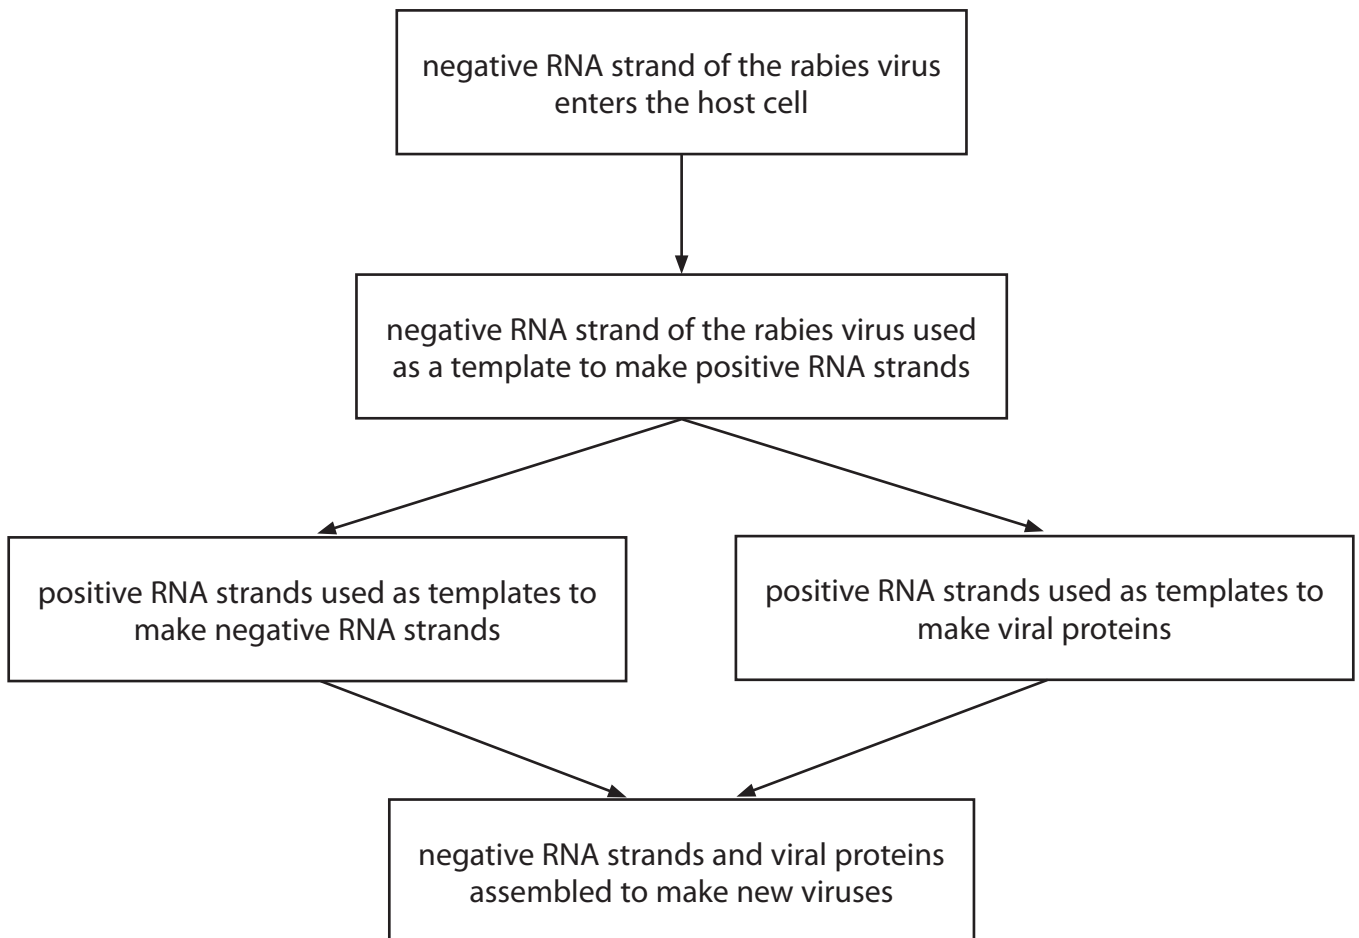 negative RNA strand of the rabies virus
enters the host cell
negative RNA strand of the rabies virus used
as a template to make positive RNA strands
positive RNA strands used as templates to
make negative RNA strands
positive RNA strands used as templates to
make viral proteins
negative RNA strands and viral proteins
assembled to make new viruses